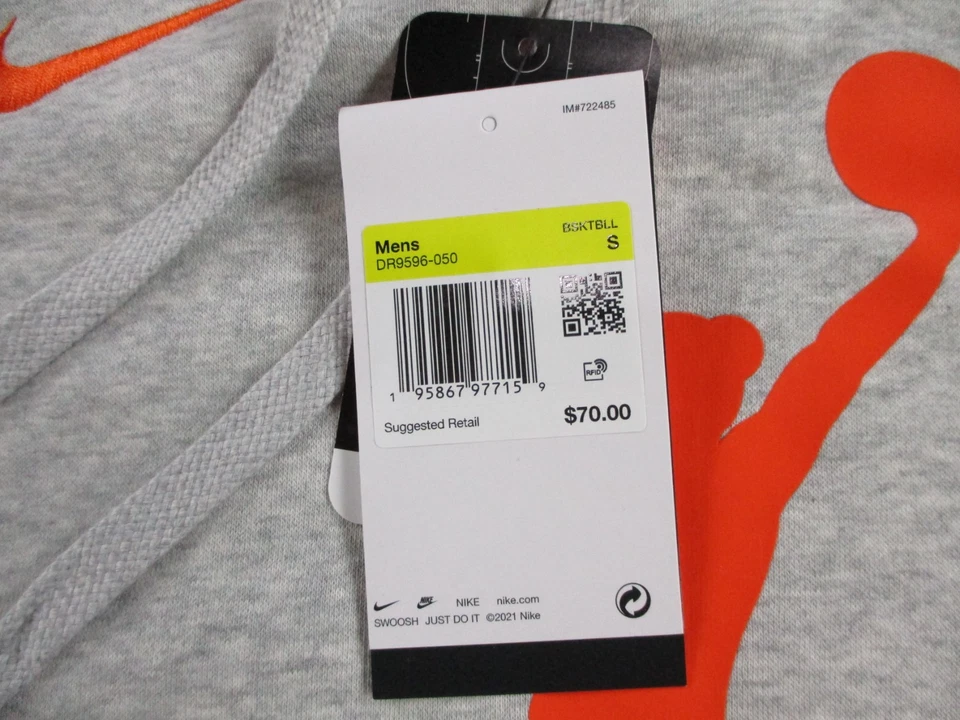 IM#722485
Mens
BSKTBLL
DR9596-050
S
RFID
1 95867 97715 9
Suggested Retail
$70.00
NIKE
NIKE nike.com
SWOOSH JUST DO IT ©2021 Nike